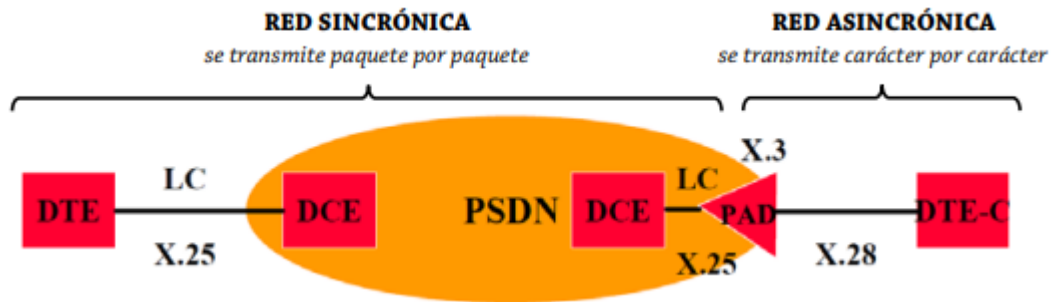 RED SINCRÓNICA
se transmite paquete por paquete
RED ASINCRÓNICA
se transmite carácter por carácter
X.3
LC
LC
DTE
DCE
PSDN
DCE
PAD
DTE-C
X.25
X.25
X.28